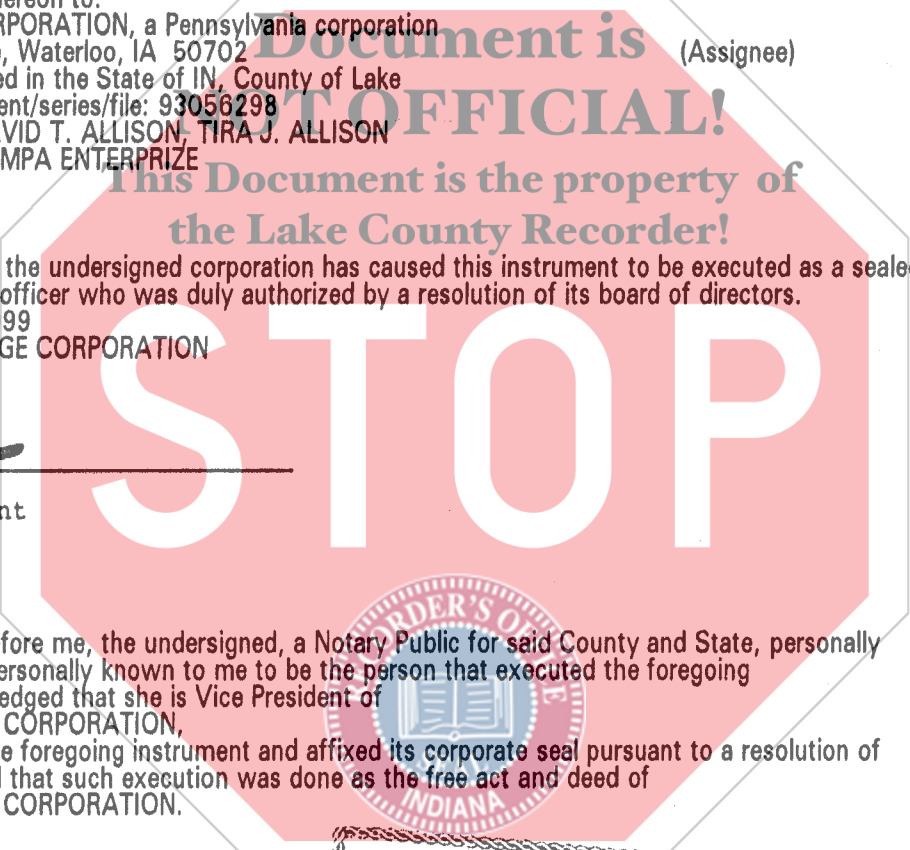 hereon to:
RPORATION, a Pennsylvania corporation
Document is
, Waterloo, IA 50702 (Assignee)
ed in the State of IN, County of Lake
ent/series/file: 93056298
NOT OFFICIAL!
VID T. ALLISON, TIRA J. ALLISON
MPA ENTERPRIZE
This Document is the property of
the Lake County Recorder!
the undersigned corporation has caused this instrument to be executed as a sealed
officer who was duly authorized by a resolution of its board of directors.
99
GE CORPORATION
STOP
nt
RECORDER'S OFFICE
fore me, the undersigned, a Notary Public for said County and State, personally
ersonally known to me to be the person that executed the foregoing
edged that she is Vice President of
CORPORATION,
e foregoing instrument and affixed its corporate seal pursuant to a resolution of
SEAL
that such execution was done as the free act and deed of
INDIANA
CORPORATION.